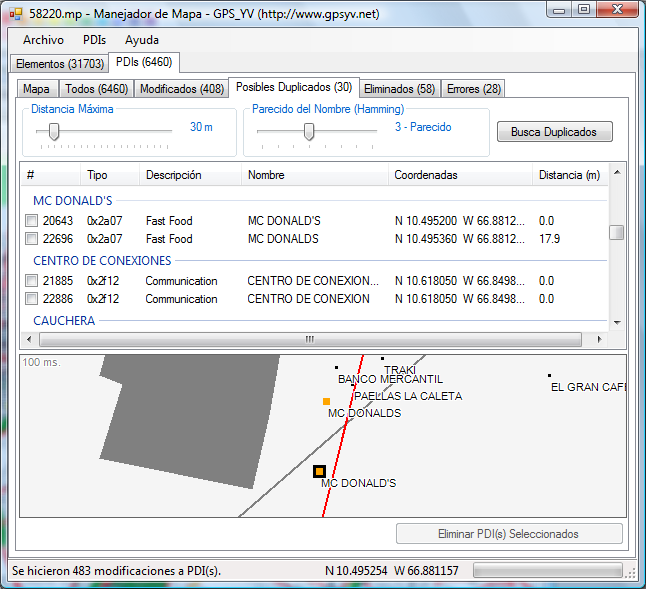 58220.mp - Manejador de Mapa - GPS_YV (http://www.gpsyv.net)
Archivo PDIs Ayuda
Elementos (31703) PDIs (6460)
Mapa Todos (6460) Modificados (408) Posibles Duplicados (30) Eliminados (58) Errores (28)
Distancia Máxima Parecido del Nombre (Hamming)
30 m 3 - Parecido Busca Duplicados
# Tipo Descripción Nombre Coordenadas Distancia (m)
MC DONALD'S
20643 0x2a07 Fast Food MC DONALD'S N 10.495200 W 66.8812... 0.0
22696 0x2a07 Fast Food MC DONALDS N 10.495360 W 66.8812... 17.9
CENTRO DE CONEXIONES
21885 0x2f12 Communication CENTRO DE CONEXION... N 10.618050 W 66.8498... 0.0
22886 0x2f12 Communication CENTRO DE CONEXION N 10.618050 W 66.8498... 0.0
CAUCHERA
100 ms.
TRAKI
BANCO MERCANTIL
EL GRAN CAFE
PAELLAS LA CALETA
MC DONALDS
MC DONALD'S
Eliminar PDI(s) Seleccionados
Se hicieron 483 modificaciones a PDI(s). N 10.495254 W 66.881157